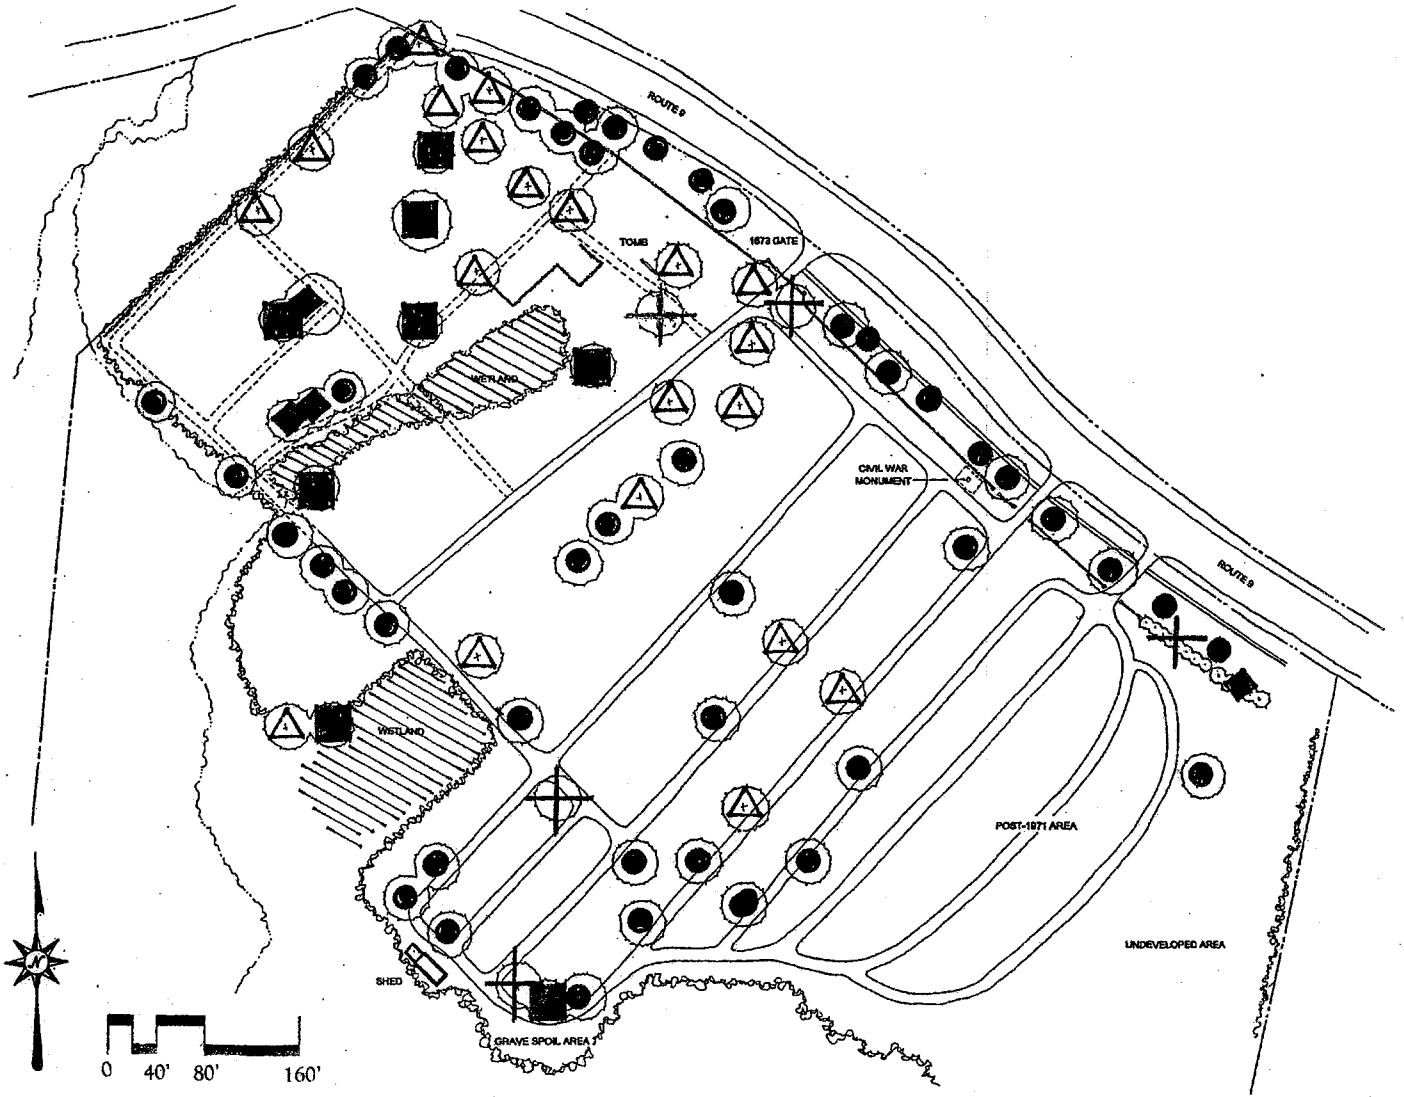 ROUTE 9
TOMB
1873 GATE
WETLAND
CIVIL WAR
MONUMENT
ROUTE 9
WETLAND
POST-1971 AREA
UNDEVELOPED AREA
N
SHED
GRAVE SPOIL AREA
0 40' 80' 160'